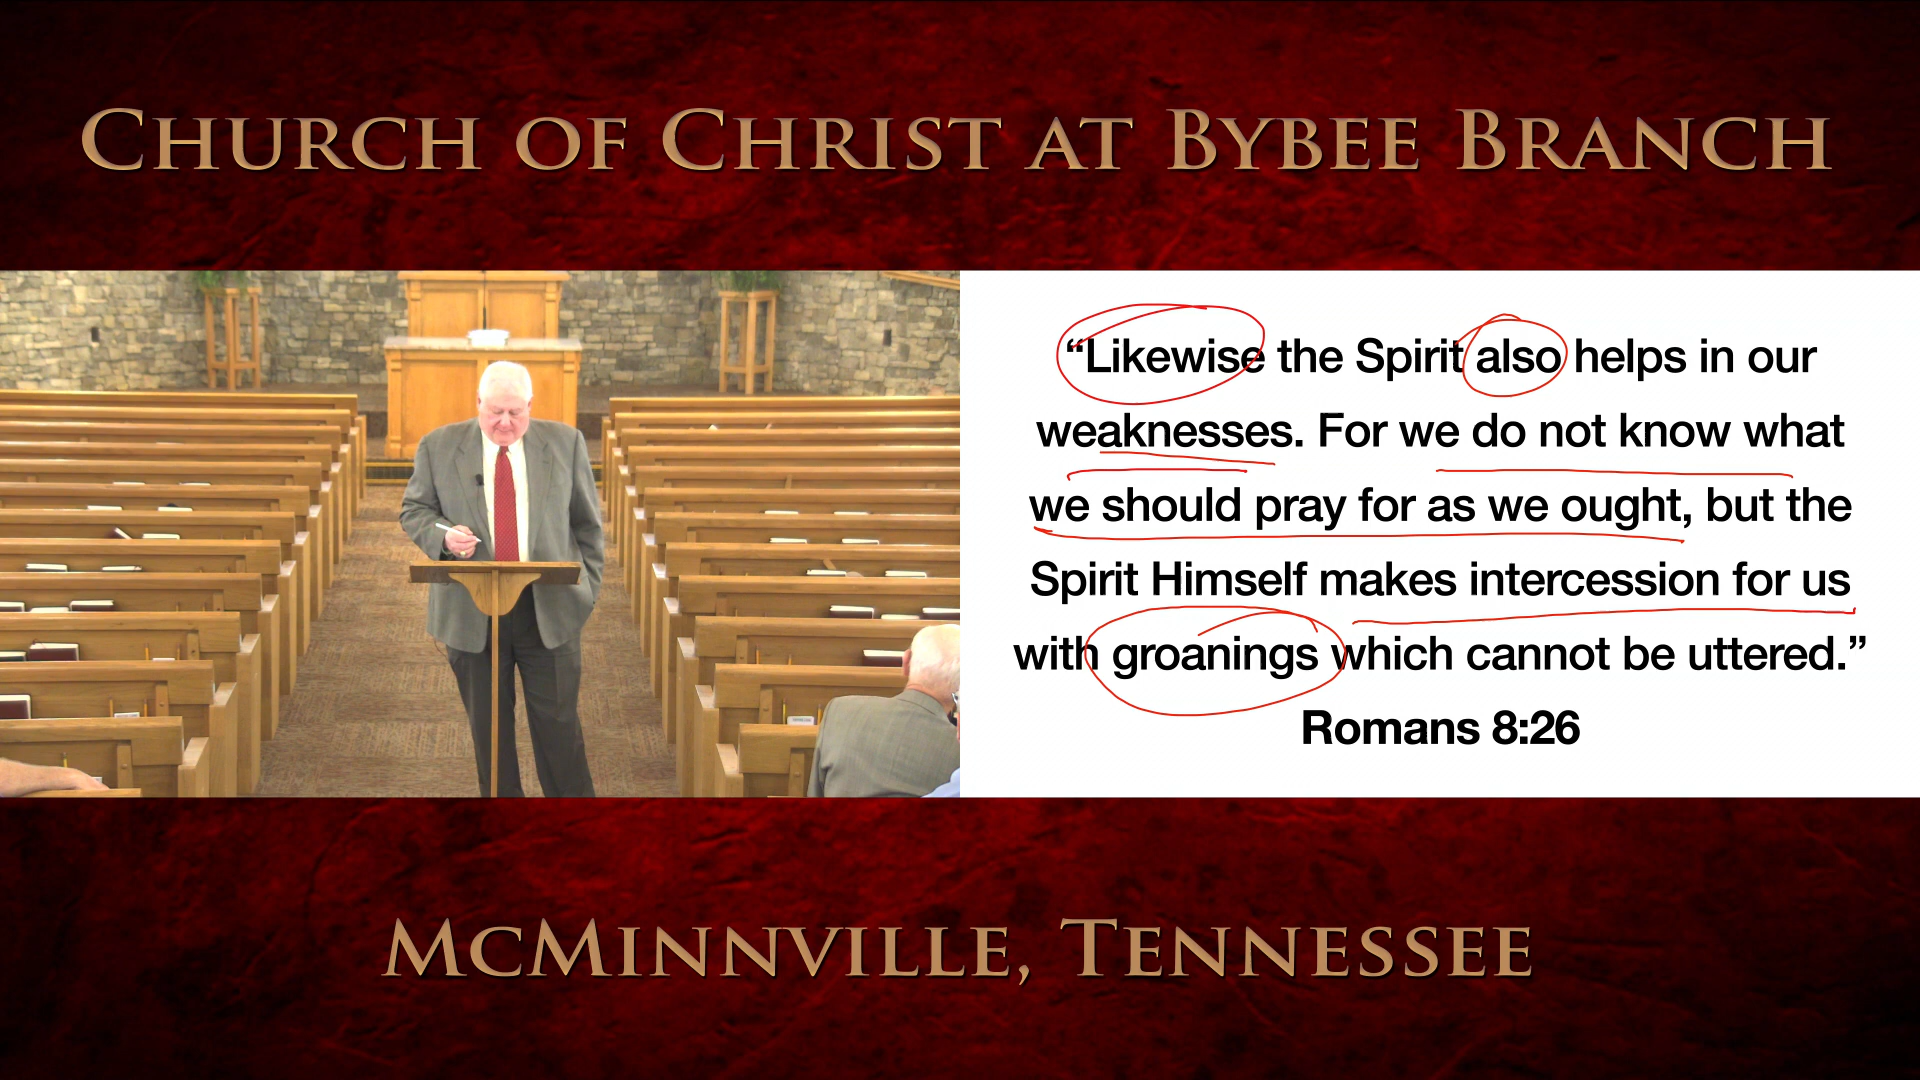 Church of Christ at Bybee Branch
“Likewise the Spirit also helps in our
weaknesses. For we do not know what
we should pray for as we ought, but the
Spirit Himself makes intercession for us
with groanings which cannot be uttered.”
Romans 8:26
McMinnville, Tennessee